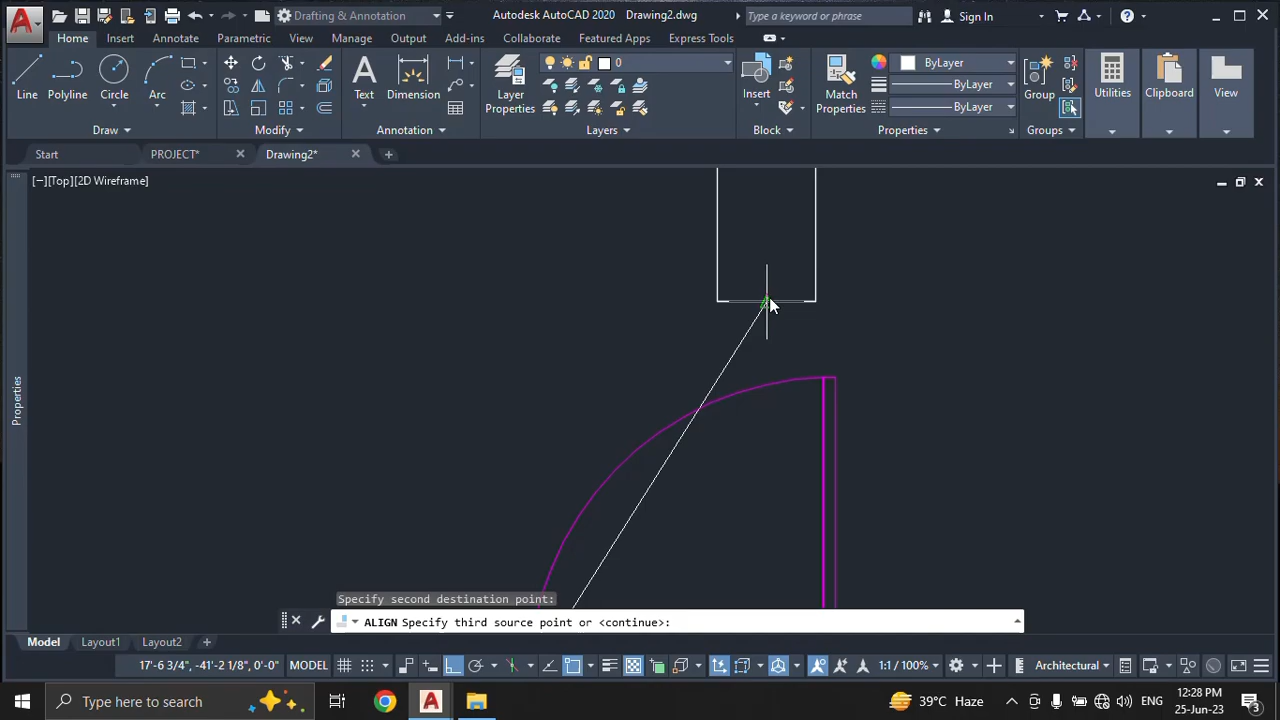 Drafting & Annotation
Autodesk AutoCAD 2020 Drawing2.dwg
Type a keyword or phrase
Sign In
Home Insert Annotate Parametric View Manage Output Add-ins Collaborate Featured Apps Express Tools
0
ByLayer
ByLayer
ByLayer
Line Polyline Circle Arc
Text Dimension
Layer Properties
Insert
Match Properties
Group
Utilities
Clipboard
View
Draw Modify Annotation Layers Block Properties Groups
Start PROJECT* Drawing2*
[−][Top][2D Wireframe]
Properties
Specify second destination point:
ALIGN Specify third source point or <continue>:
Model Layout1 Layout2
17'-6 3/4", -41'-2 1/8", 0'-0" MODEL
1:1 / 100%
Architectural
Type here to search
39°C Haze
ENG
12:28 PM
25-Jun-23
3